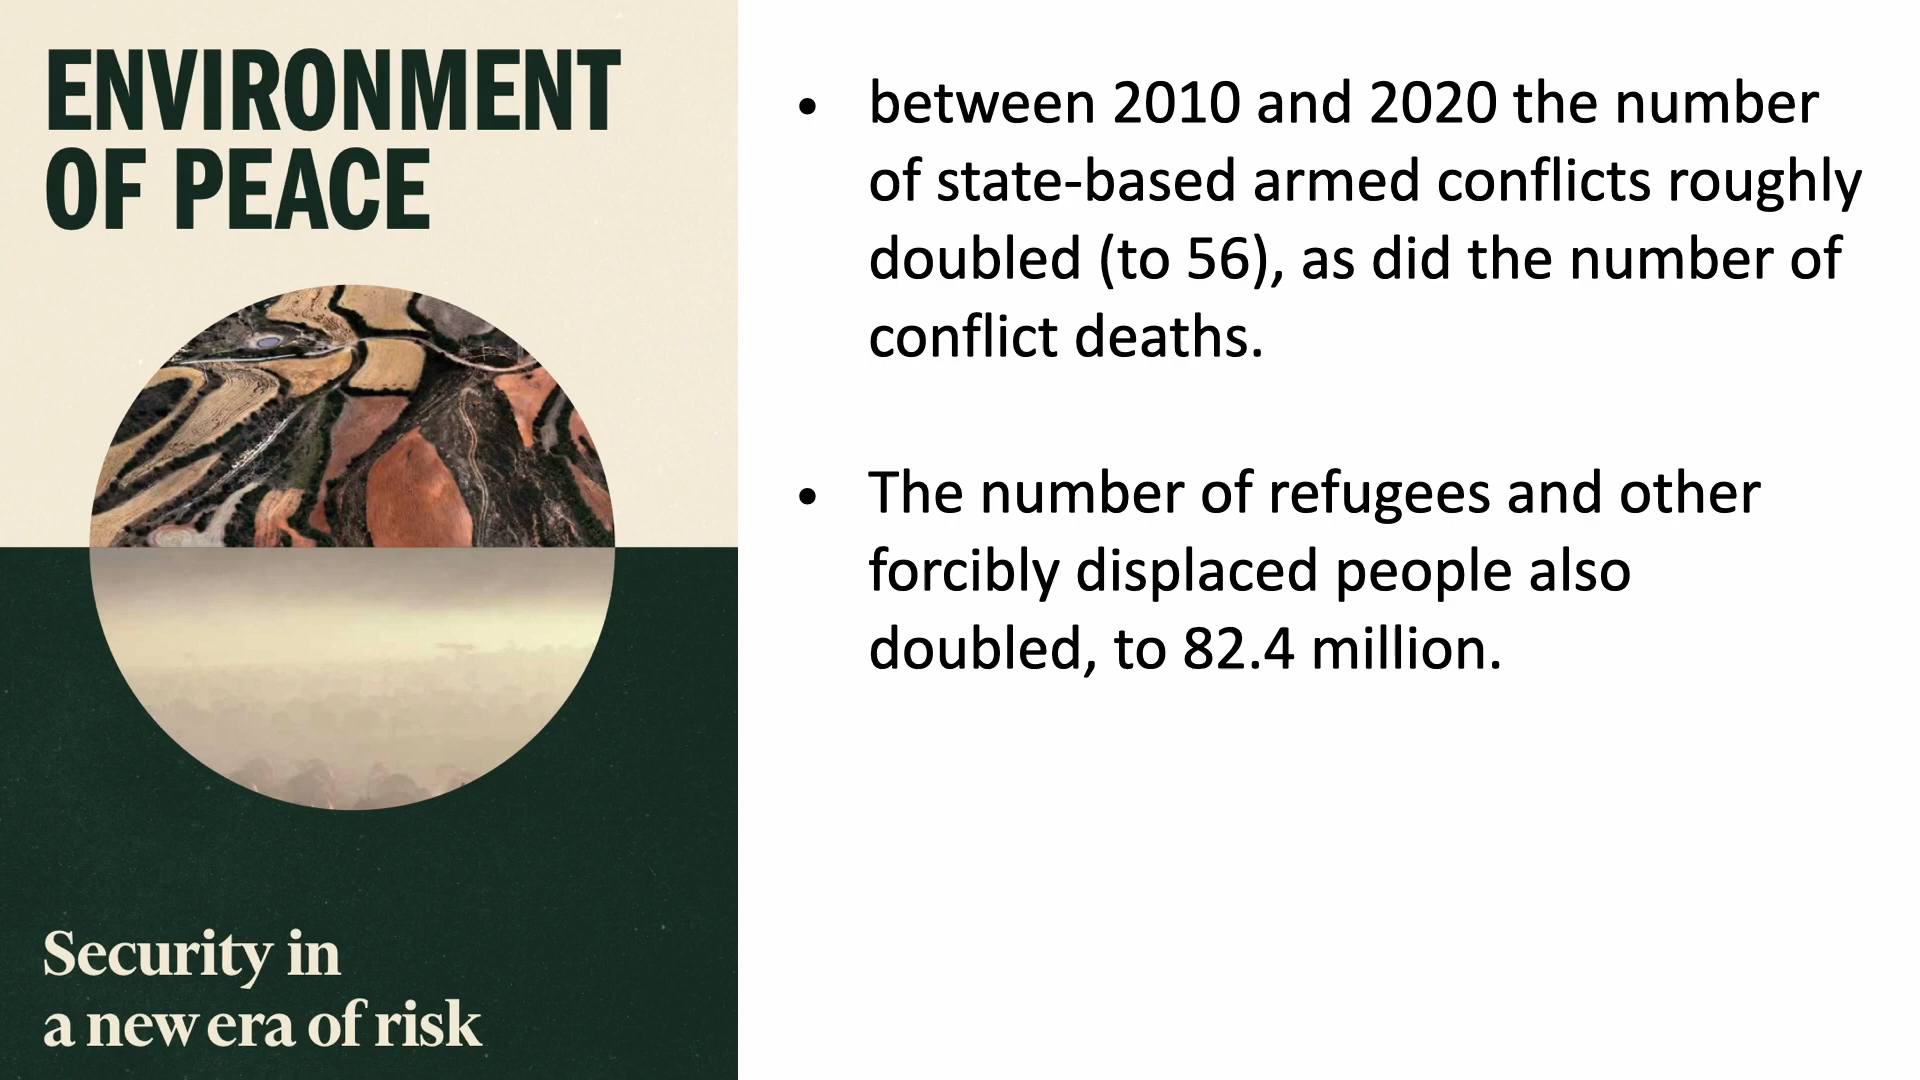 ENVIRONMENT
OF PEACE
Security in
a new era of risk
• between 2010 and 2020 the number
of state-based armed conflicts roughly
doubled (to 56), as did the number of
conflict deaths.
• The number of refugees and other
forcibly displaced people also
doubled, to 82.4 million.